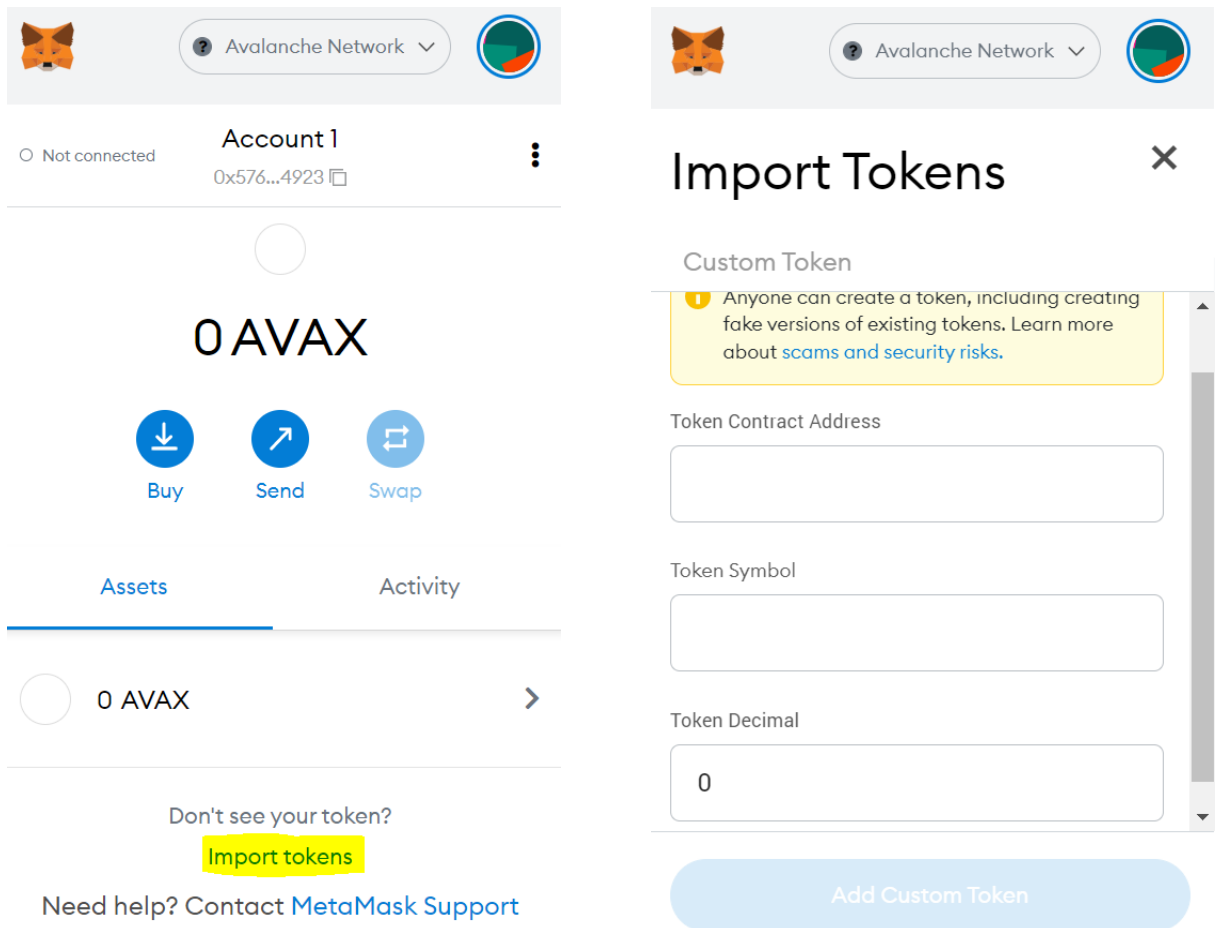 Avalanche Network
Not connected
Account 1
0x576...4923
0 AVAX
Buy
Send
Swap
Assets
Activity
0 AVAX
Don't see your token?
Import tokens
Need help? Contact MetaMask Support
Avalanche Network
Import Tokens
Custom Token
Anyone can create a token, including creating
fake versions of existing tokens. Learn more
about scams and security risks.
Token Contract Address
Token Symbol
Token Decimal
0
Add Custom Token